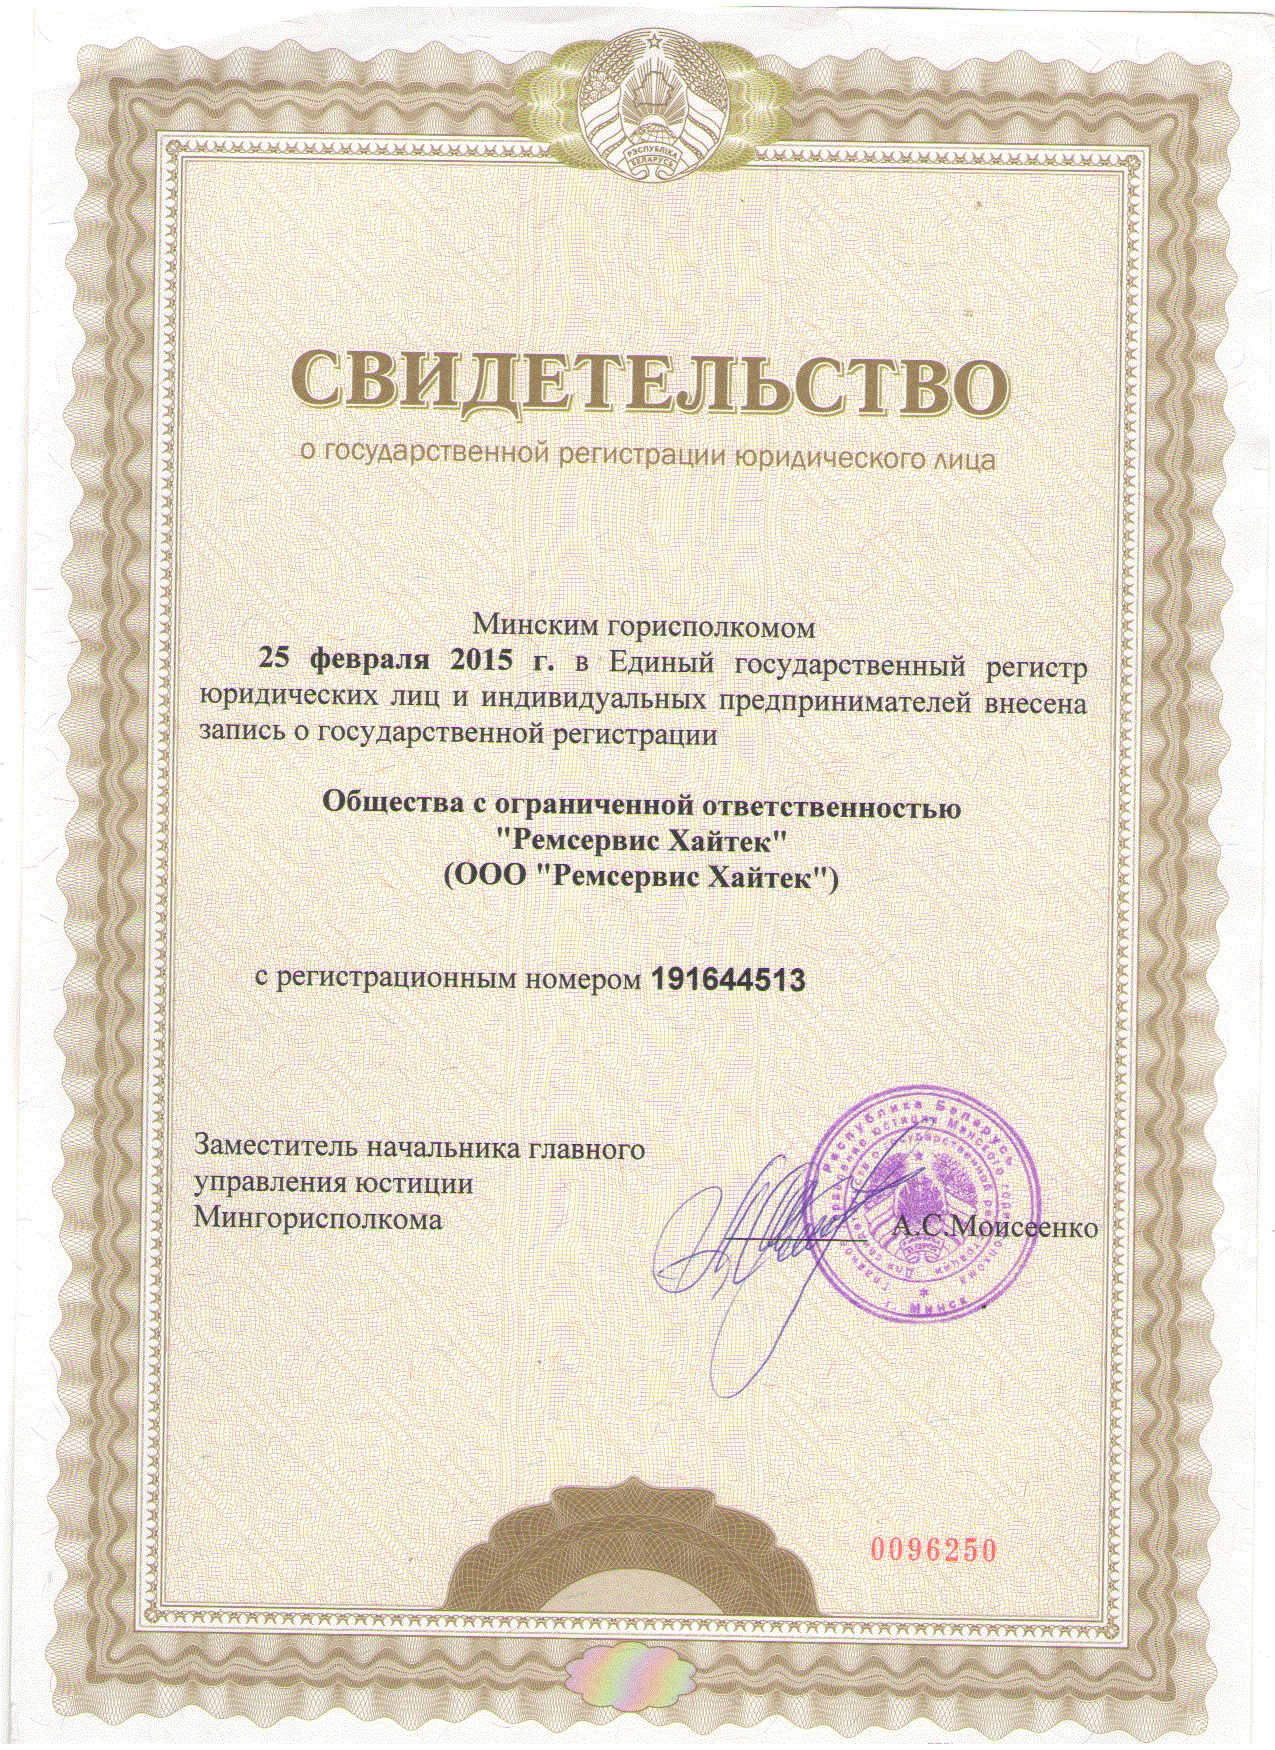 РЭСПУБЛІКА
БЕЛАРУСЬ
СВИДЕТЕЛЬСТВО
о государственной регистрации юридического лица
Минским горисполкомом
25 февраля 2015 г. в Единый государственный регистр
юридических лиц и индивидуальных предпринимателей внесена
запись о государственной регистрации
Общества с ограниченной ответственностью
"Ремсервис Хайтек"
(ООО "Ремсервис Хайтек")
с регистрационным номером 191644513
Заместитель начальника главного
управления юстиции
Мингорисполкома
А.С.Моисеенко
Республика Беларусь
г. Минск
0096250